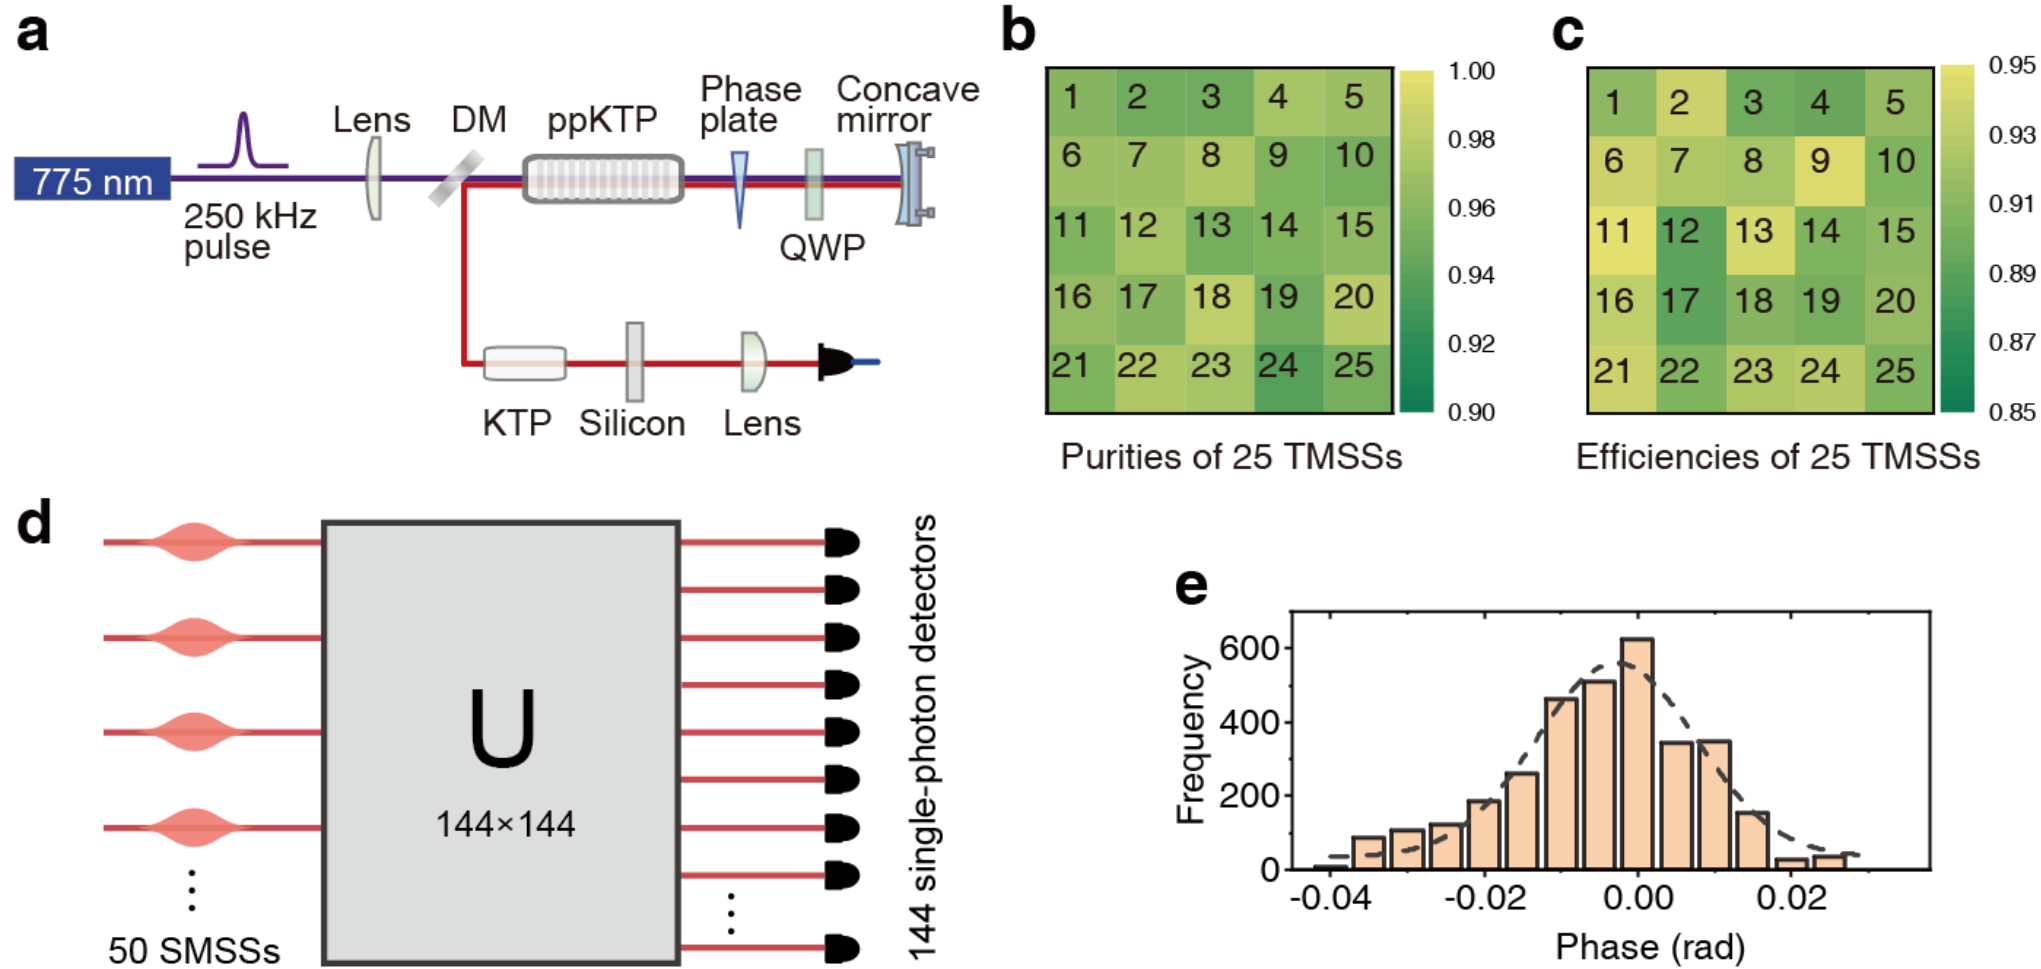 a
775 nm
250 kHz
pulse
Lens
DM
ppKTP
Phase
plate
QWP
Concave
mirror
KTP
Silicon
Lens
b
1 2 3 4 5
6 7 8 9 10
11 12 13 14 15
16 17 18 19 20
21 22 23 24 25
1.00
0.98
0.96
0.94
0.92
0.90
Purities of 25 TMSSs
c
1 2 3 4 5
6 7 8 9 10
11 12 13 14 15
16 17 18 19 20
21 22 23 24 25
0.95
0.93
0.91
0.89
0.87
0.85
Efficiencies of 25 TMSSs
d
U
144×144
50 SMSSs
144 single-photon detectors
e
Frequency
600
400
200
0
-0.04 -0.02 0.00 0.02
Phase (rad)